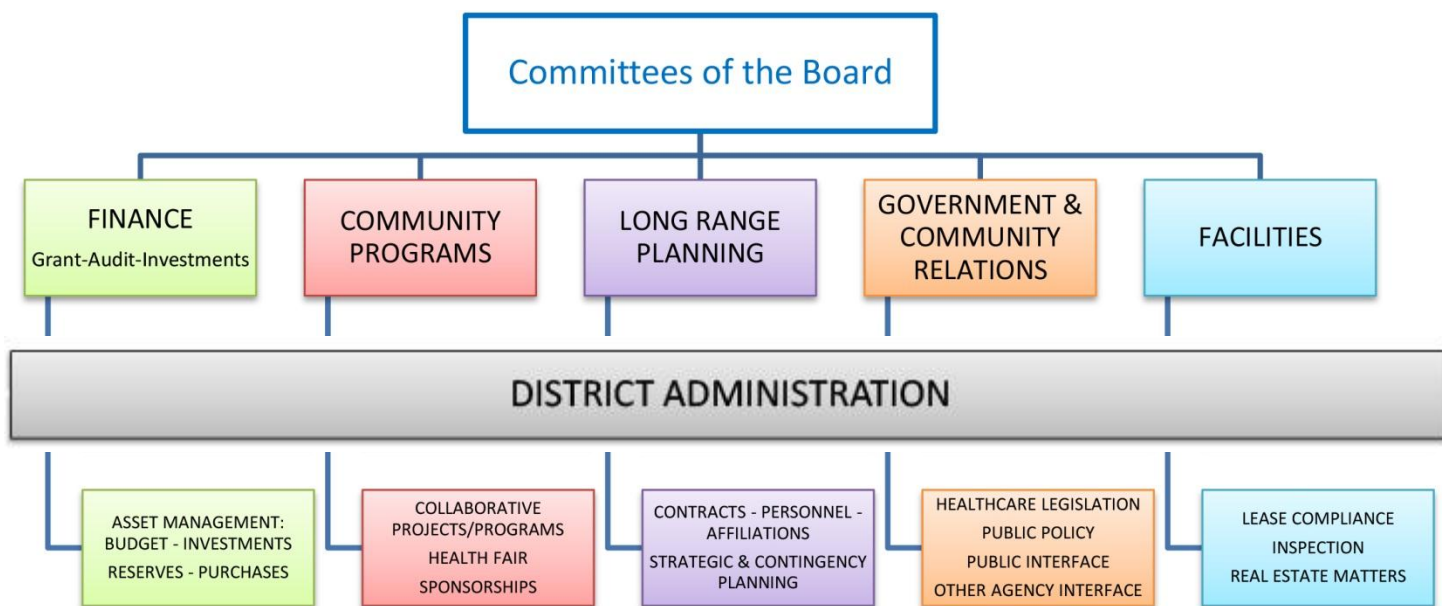 Committees of the Board
FINANCE
Grant-Audit-Investments
COMMUNITY
PROGRAMS
LONG RANGE
PLANNING
GOVERNMENT &
COMMUNITY
RELATIONS
FACILITIES
DISTRICT ADMINISTRATION
ASSET MANAGEMENT:
BUDGET - INVESTMENTS
RESERVES - PURCHASES
COLLABORATIVE
PROJECTS/PROGRAMS
HEALTH FAIR
SPONSORSHIPS
CONTRACTS - PERSONNEL -
AFFILIATIONS
STRATEGIC & CONTINGENCY
PLANNING
HEALTHCARE LEGISLATION
PUBLIC POLICY
PUBLIC INTERFACE
OTHER AGENCY INTERFACE
LEASE COMPLIANCE
INSPECTION
REAL ESTATE MATTERS